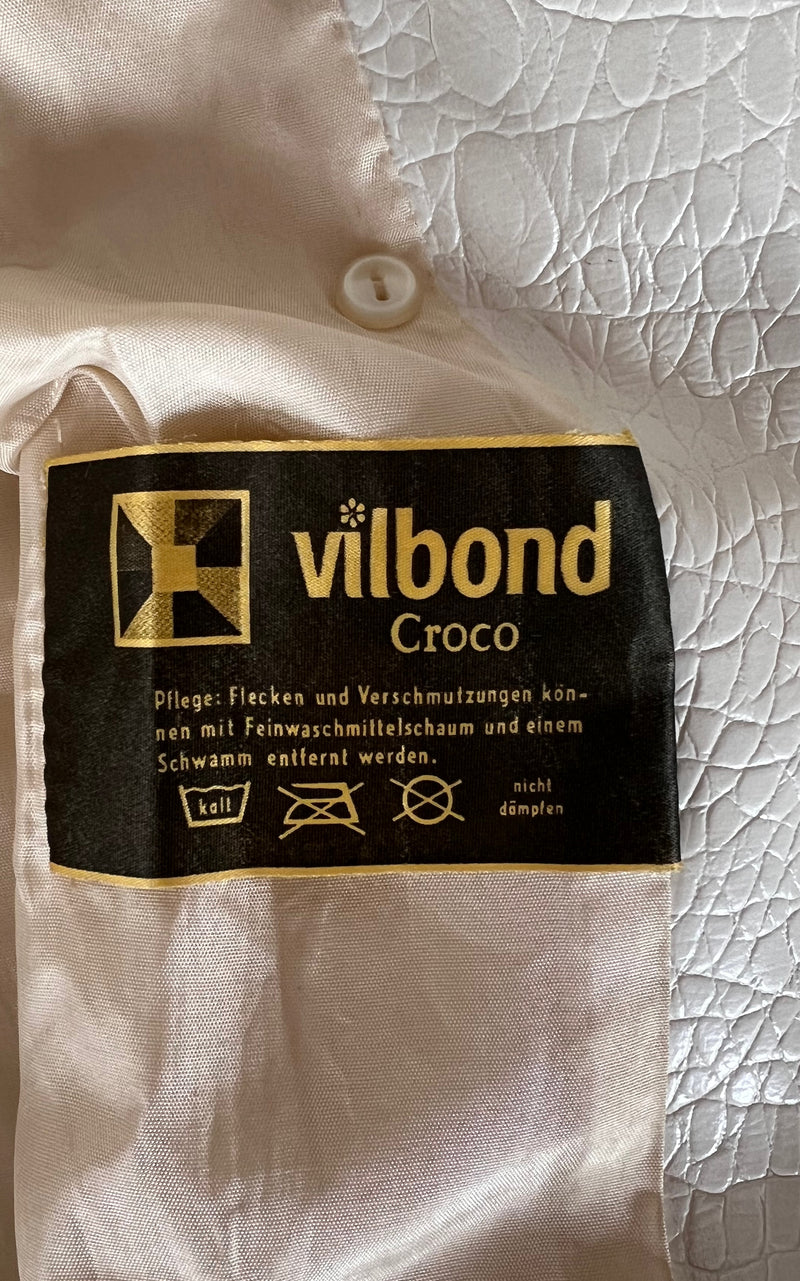 vilbond
Croco
Pflege: Flecken und Verschmutzungen kön-
nen mit Feinwaschmittelschaum und einem
Schwamm entfernt werden.
kalt
nicht
dämpfen